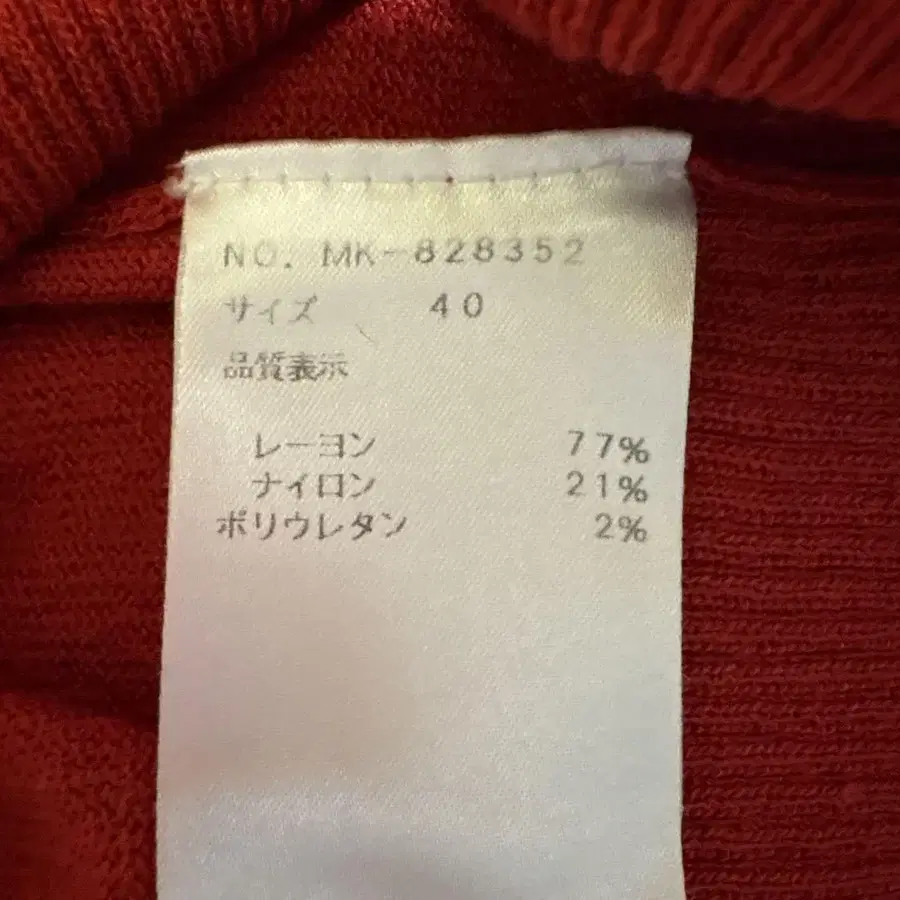 NO. MK-828352
サイズ 40
品質表示
レーヨン 77%
ナイロン 21%
ポリウレタン 2%